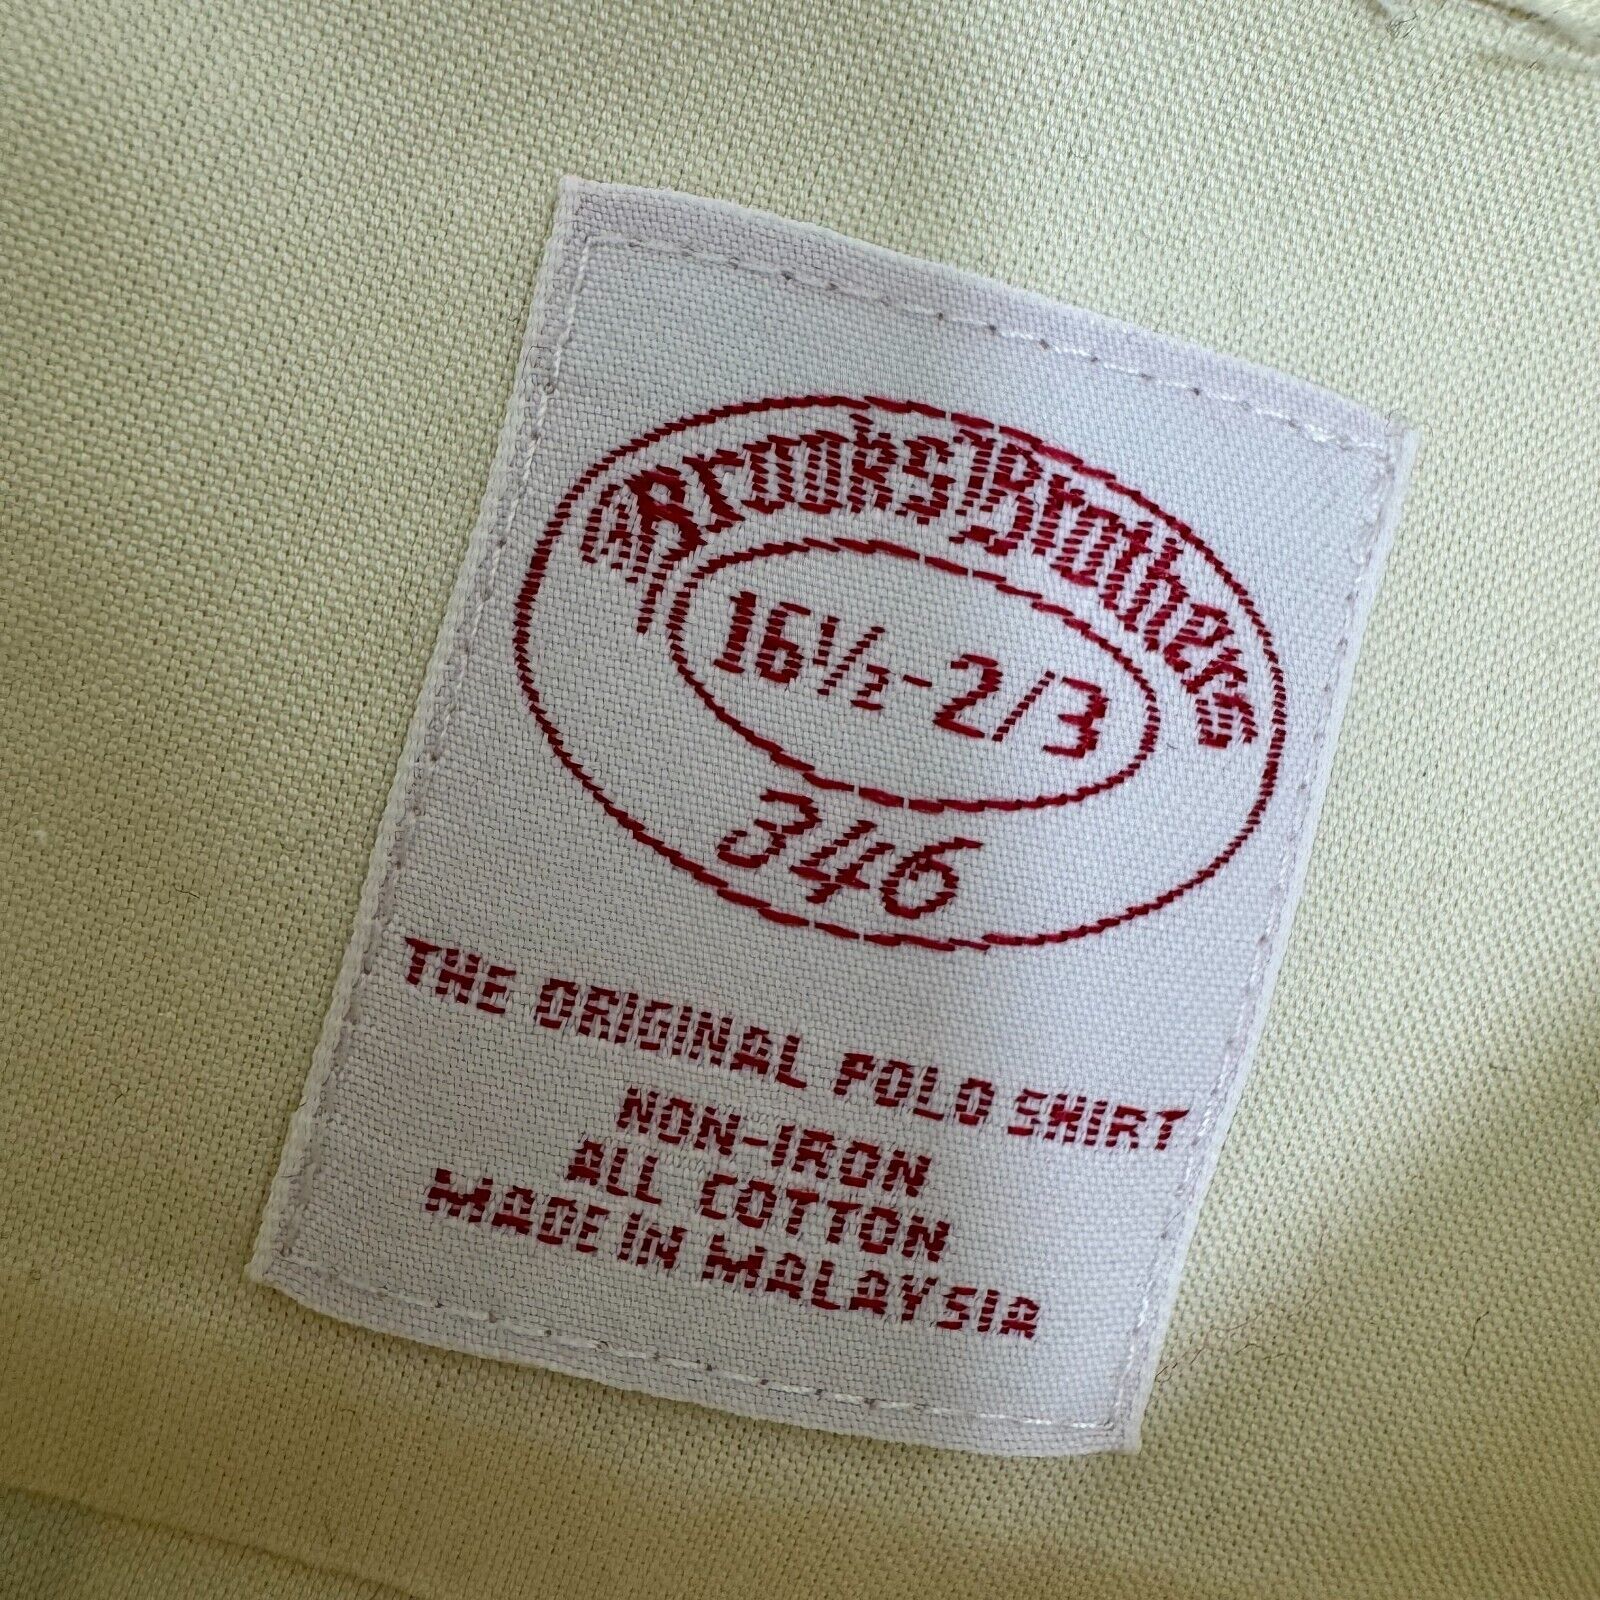 Brooks Brothers
16½-2/3
346
THE ORIGINAL POLO SHIRT
NON-IRON
ALL COTTON
MADE IN MALAYSIA